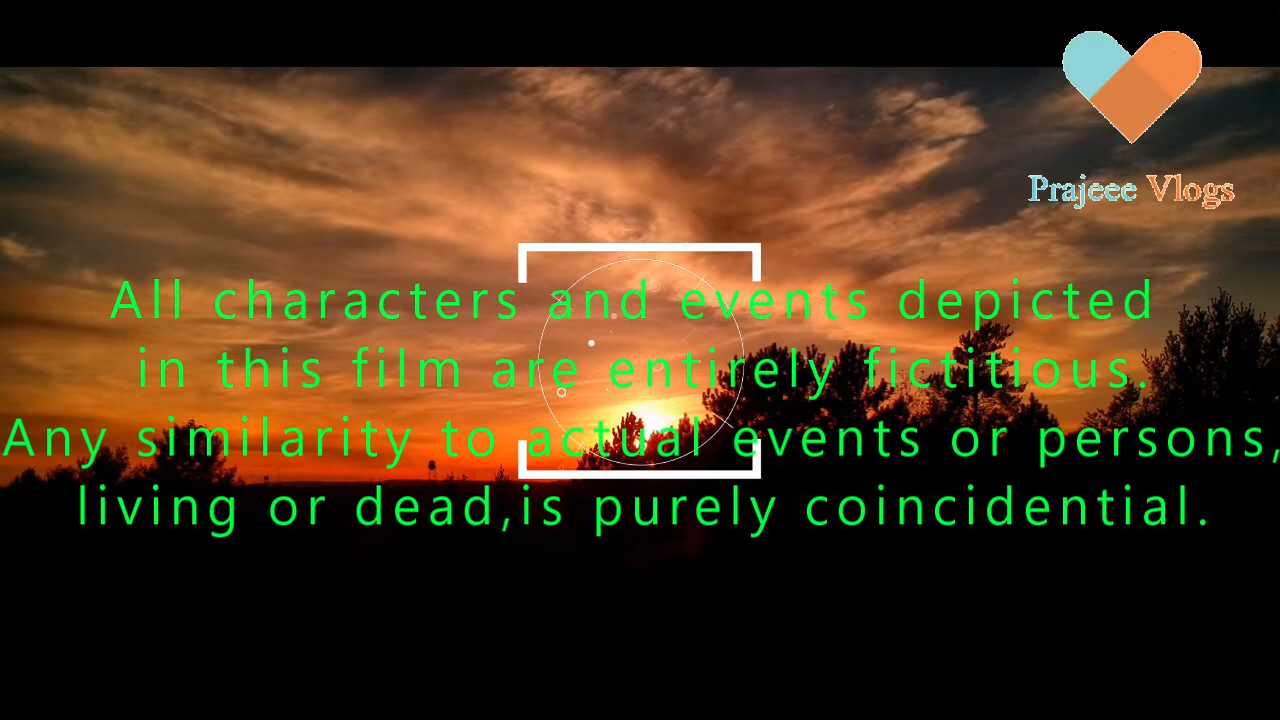 Prajeee Vlogs
All characters and events depicted
in this film are entirely fictitious.
Any similarity to actual events or persons,
living or dead,is purely coincidential.